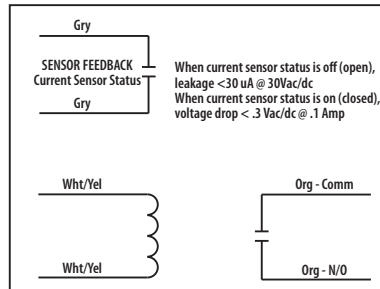 Gry
SENSOR FEEDBACK
Current Sensor Status
Gry
When current sensor status is off (open),
leakage <30 uA @ 30Vac/dc
When current sensor status is on (closed),
voltage drop < .3 Vac/dc @ .1 Amp
Wht/Yel
Wht/Yel
Org - Comm
Org - N/O